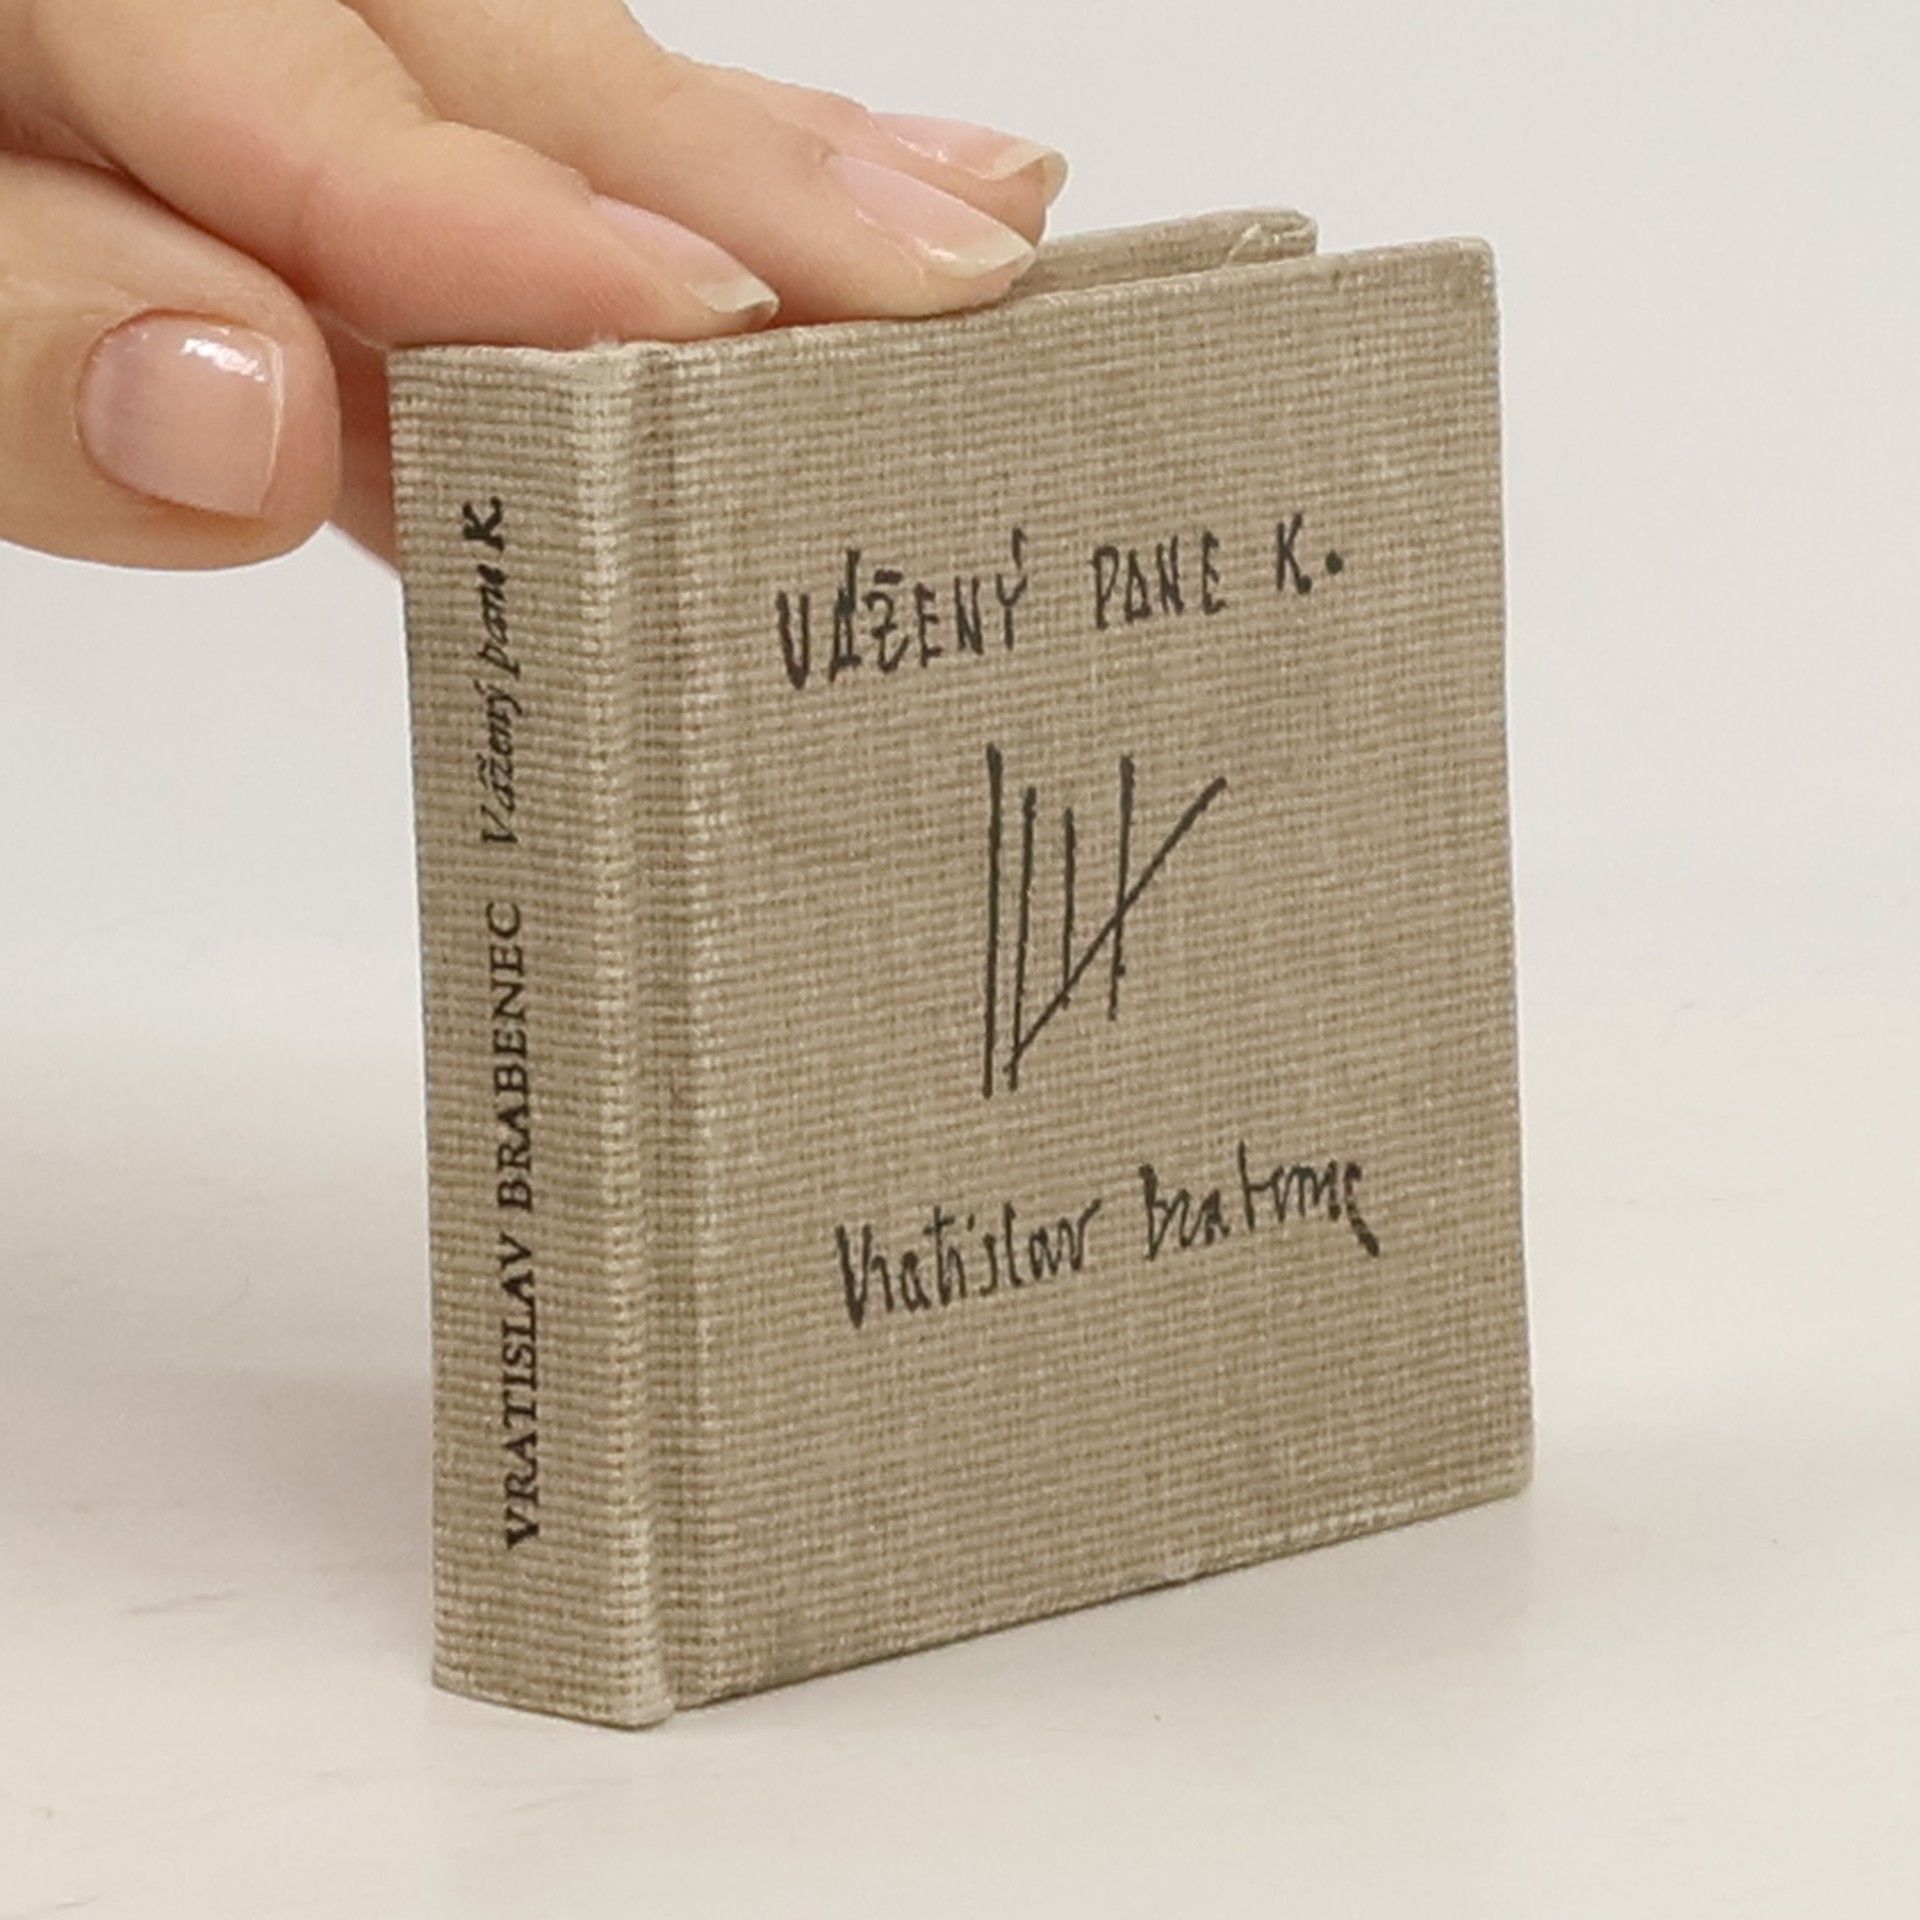 VRATISLAV BRABENEC Vážený pane K.
VÁŽENÝ PANE K.
Vratislav Brabenec